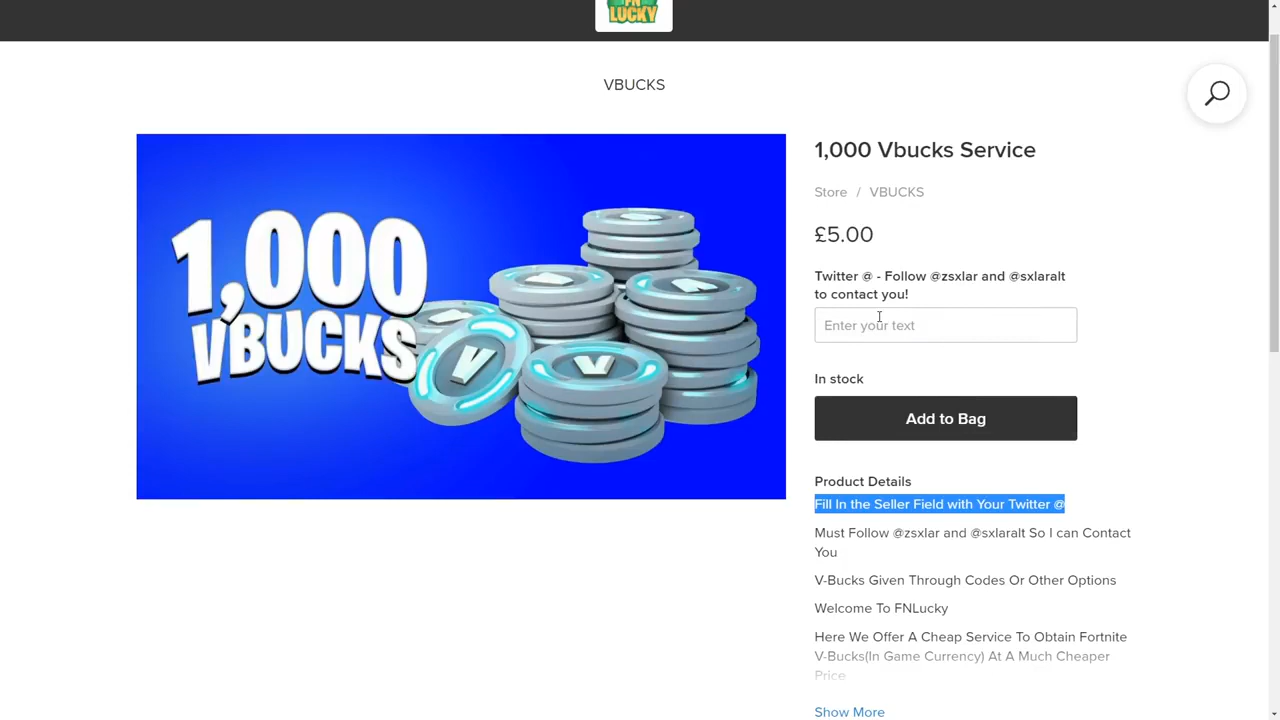 FN
LUCKY
VBUCKS
1,000
VBUCKS
V
1,000 Vbucks Service
Store / VBUCKS
£5.00
Twitter @ - Follow @zsxlar and @sxlaralt
to contact you!
Enter your text
In stock
Add to Bag
Product Details
Fill In the Seller Field with Your Twitter @
Must Follow @zsxlar and @sxlaralt So I can Contact
You
V-Bucks Given Through Codes Or Other Options
Welcome To FNLucky
Here We Offer A Cheap Service To Obtain Fortnite
V-Bucks(In Game Currency) At A Much Cheaper
Price
Show More